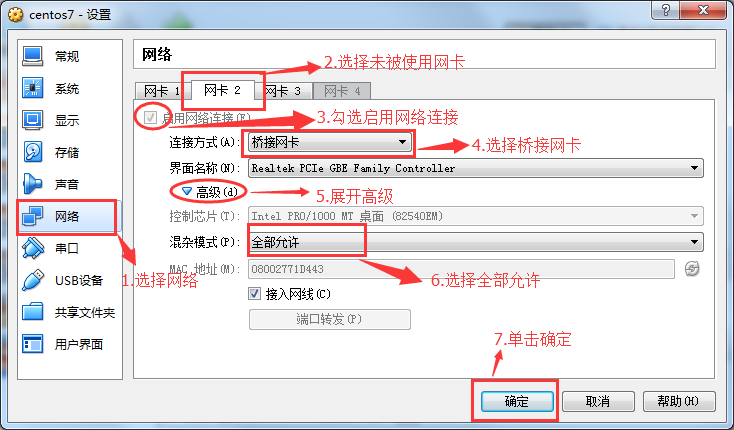 centos7 - 设置
常规
系统
显示
存储
声音
网络
串口
USB设备
共享文件夹
用户界面
网络
2.选择未被使用网卡
网卡 1
网卡 2
网卡 3
网卡 4
启用网络连接(E)
3.勾选启用网络连接
连接方式(A):
桥接网卡
4.选择桥接网卡
界面名称(N):
Realtek PCIe GBE Family Controller
高级(d)
5.展开高级
控制芯片(T):
Intel PRO/1000 MT 桌面 (82540EM)
混杂模式(P):
全部允许
MAC 地址(M):
08002771D443
1.选择网络
6.选择全部允许
接入网线(C)
端口转发(P)
7.单击确定
确定
取消
帮助(H)